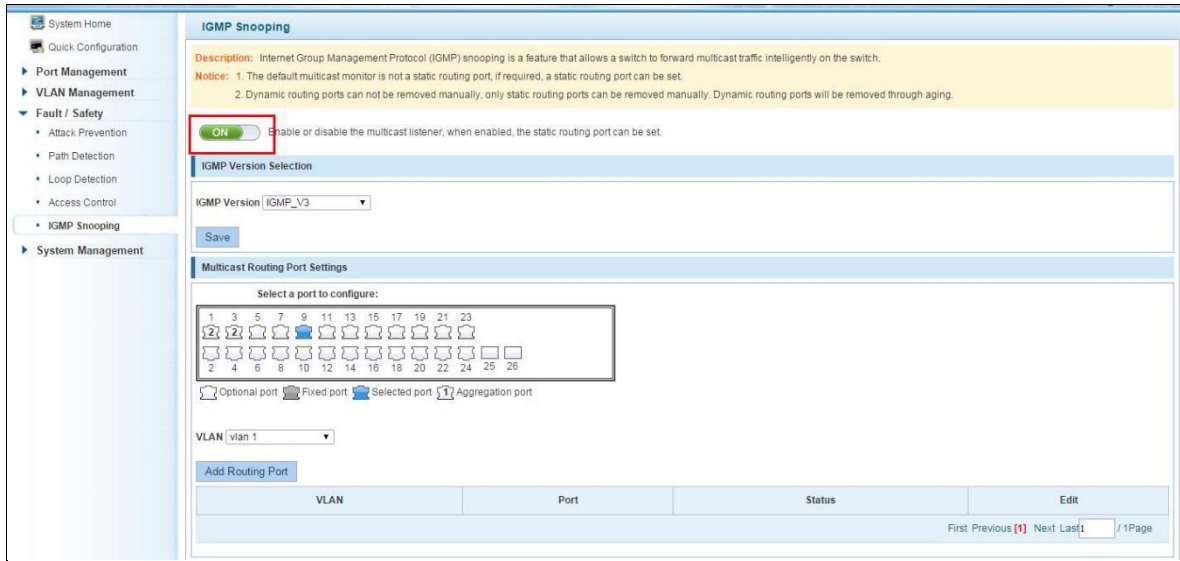 System Home
Quick Configuration
Port Management
VLAN Management
Fault / Safety
Attack Prevention
Path Detection
Loop Detection
Access Control
IGMP Snooping
System Management
IGMP Snooping
Description: Internet Group Management Protocol (IGMP) snooping is a feature that allows a switch to forward multicast traffic intelligently on the switch.
Notice: 1. The default multicast monitor is not a static routing port, if required, a static routing port can be set.
2. Dynamic routing ports can not be removed manually, only static routing ports can be removed manually. Dynamic routing ports will be removed through aging.
ON Enable or disable the multicast listener, when enabled, the static routing port can be set.
IGMP Version Selection
IGMP Version IGMP_V3
Save
Multicast Routing Port Settings
Select a port to configure:
1 3 5 7 9 11 13 15 17 19 21 23
2 2
2 4 6 8 10 12 14 16 18 20 22 24 25 26
Optional port Fixed port Selected port 1 Aggregation port
VLAN vlan 1
Add Routing Port
VLAN Port Status Edit
First Previous [1] Next Last 1 / 1Page